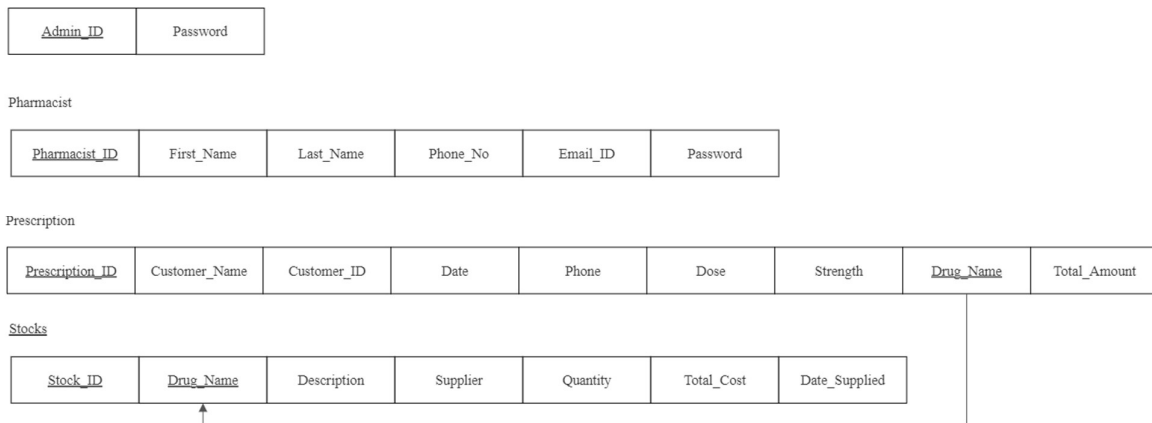 Admin_ID Password
Pharmacist
Pharmacist_ID First_Name Last_Name Phone_No Email_ID Password
Prescription
Prescription_ID Customer_Name Customer_ID Date Phone Dose Strength Drug_Name Total_Amount
Stocks
Stock_ID Drug_Name Description Supplier Quantity Total_Cost Date_Supplied